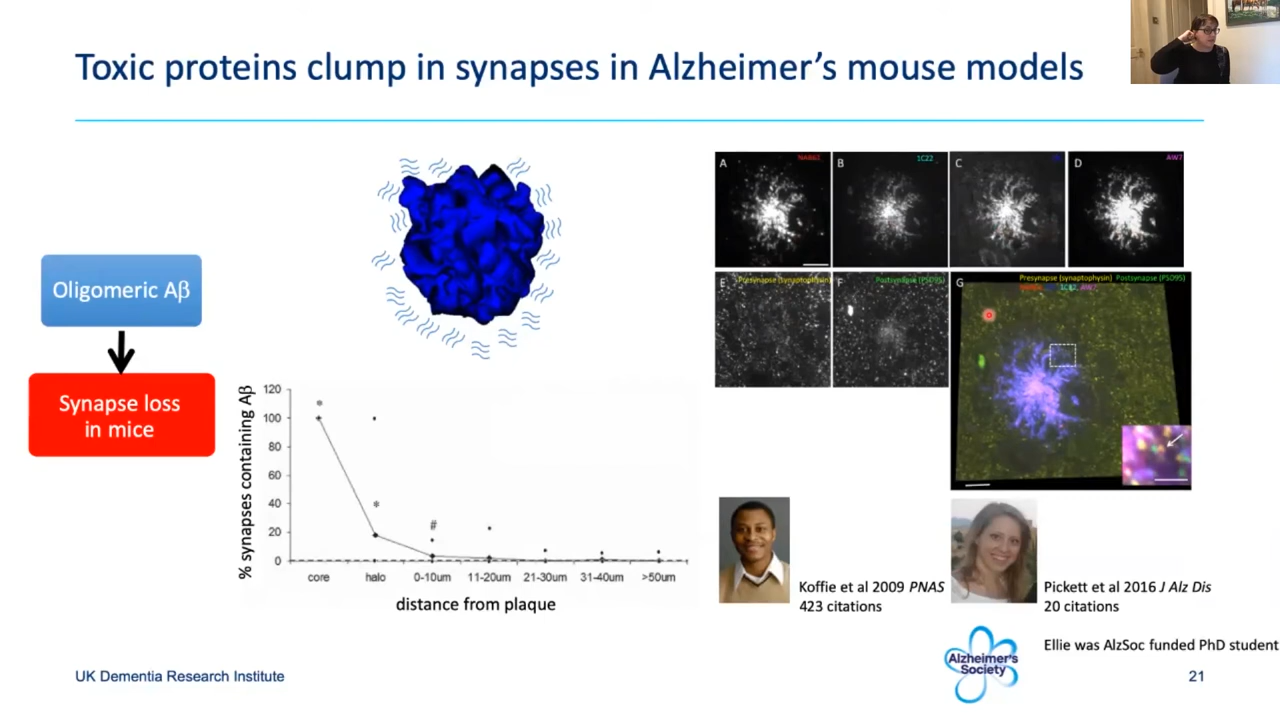 Toxic proteins clump in synapses in Alzheimer's mouse models
Oligomeric Aβ
Synapse loss
in mice
% synapses containing Aβ
120
100
80
60
40
20
0
*
*
#
core
halo
0-10um
11-20um
21-30um
31-40um
>50um
distance from plaque
A
NAB61
B
1C22
C
D
AW7
E
Presynapse (synaptophysin)
F
Postsynapse (PSD95)
G
Presynapse (synaptophysin) Postsynapse (PSD95)
1C22, AW7
Koffie et al 2009 PNAS
423 citations
Pickett et al 2016 J Alz Dis
20 citations
Alzheimer's
Society
Ellie was AlzSoc funded PhD student
UK Dementia Research Institute
21